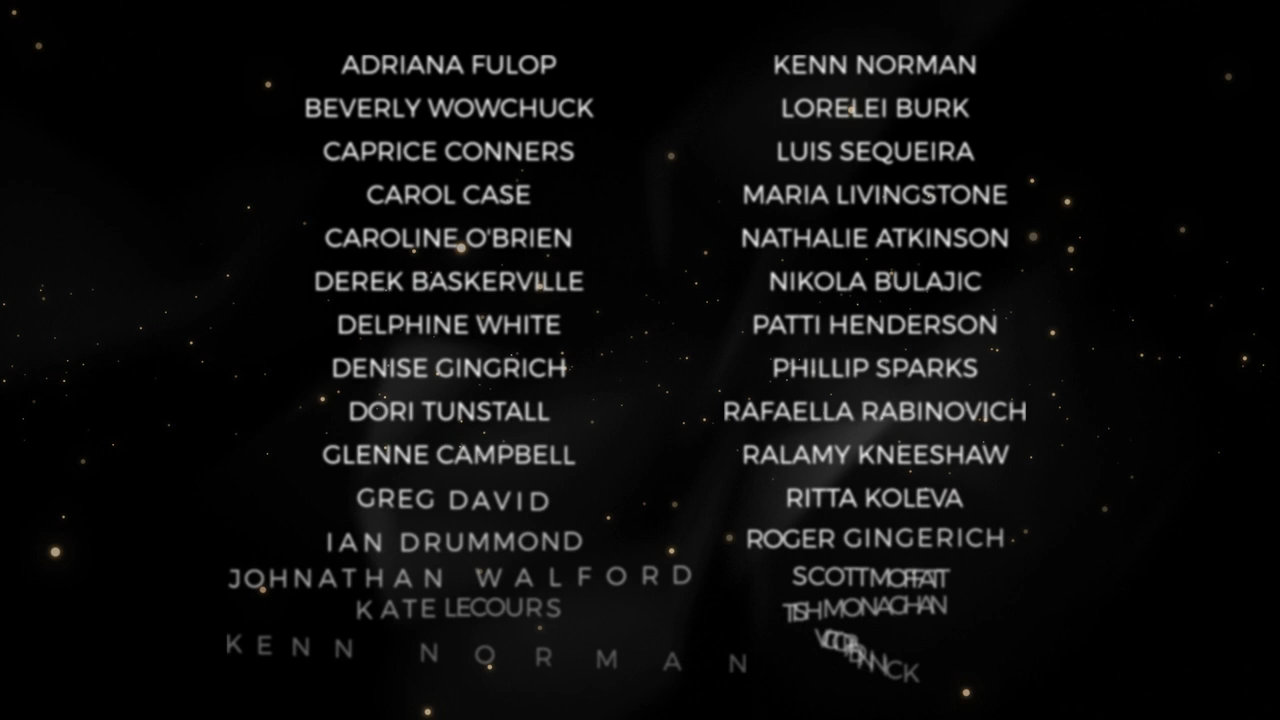 ADRIANA FULOP
BEVERLY WOWCHUCK
CAPRICE CONNERS
CAROL CASE
CAROLINE O'BRIEN
DEREK BASKERVILLE
DELPHINE WHITE
DENISE GINGRICH
DORI TUNSTALL
GLENNE CAMPBELL
GREG DAVID
IAN DRUMMOND
JOHNATHAN WALFORD
KATE LECOURS
KENN NORMAN
KENN NORMAN
LORELEI BURK
LUIS SEQUEIRA
MARIA LIVINGSTONE
NATHALIE ATKINSON
NIKOLA BULAJIC
PATTI HENDERSON
PHILLIP SPARKS
RAFAELLA RABINOVICH
RALAMY KNEESHAW
RITTA KOLEVA
ROGER GINGERICH
SCOTT MOFFAT
TISH MONAGHAN